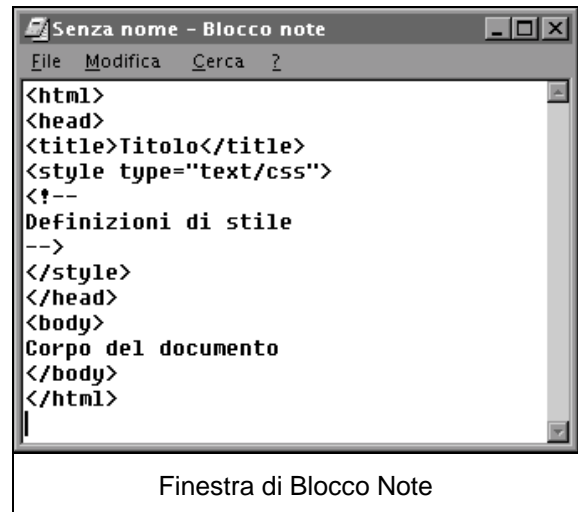 Senza nome - Blocco note
File Modifica Cerca ?
<html>
<head>
<title>Titolo</title>
<style type="text/css">
<!--
Definizioni di stile
-->
</style>
</head>
<body>
Corpo del documento
</body>
</html>
Finestra di Blocco Note